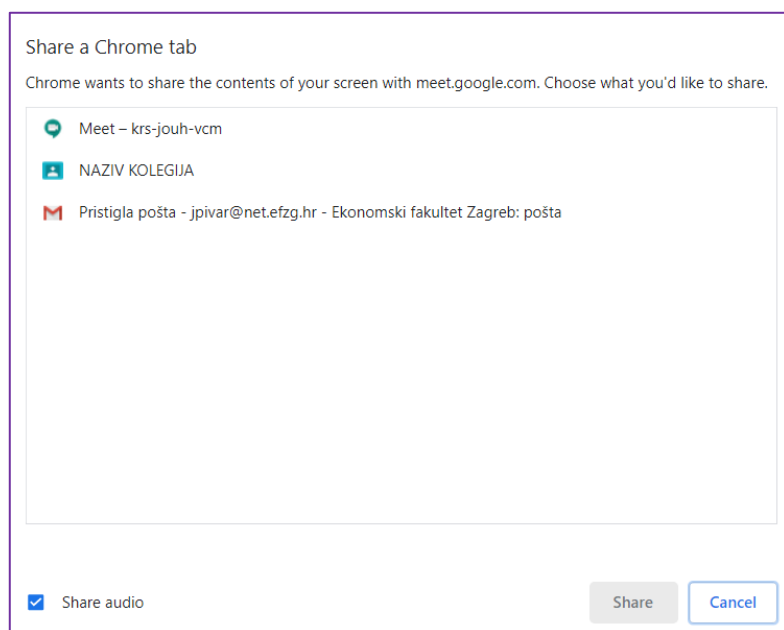 Share a Chrome tab
Chrome wants to share the contents of your screen with meet.google.com. Choose what you'd like to share.
Meet – krs-jouh-vcm
NAZIV KOLEGIJA
Pristigla pošta - jpivar@net.efzg.hr - Ekonomski fakultet Zagreb: pošta
Share audio
Share
Cancel